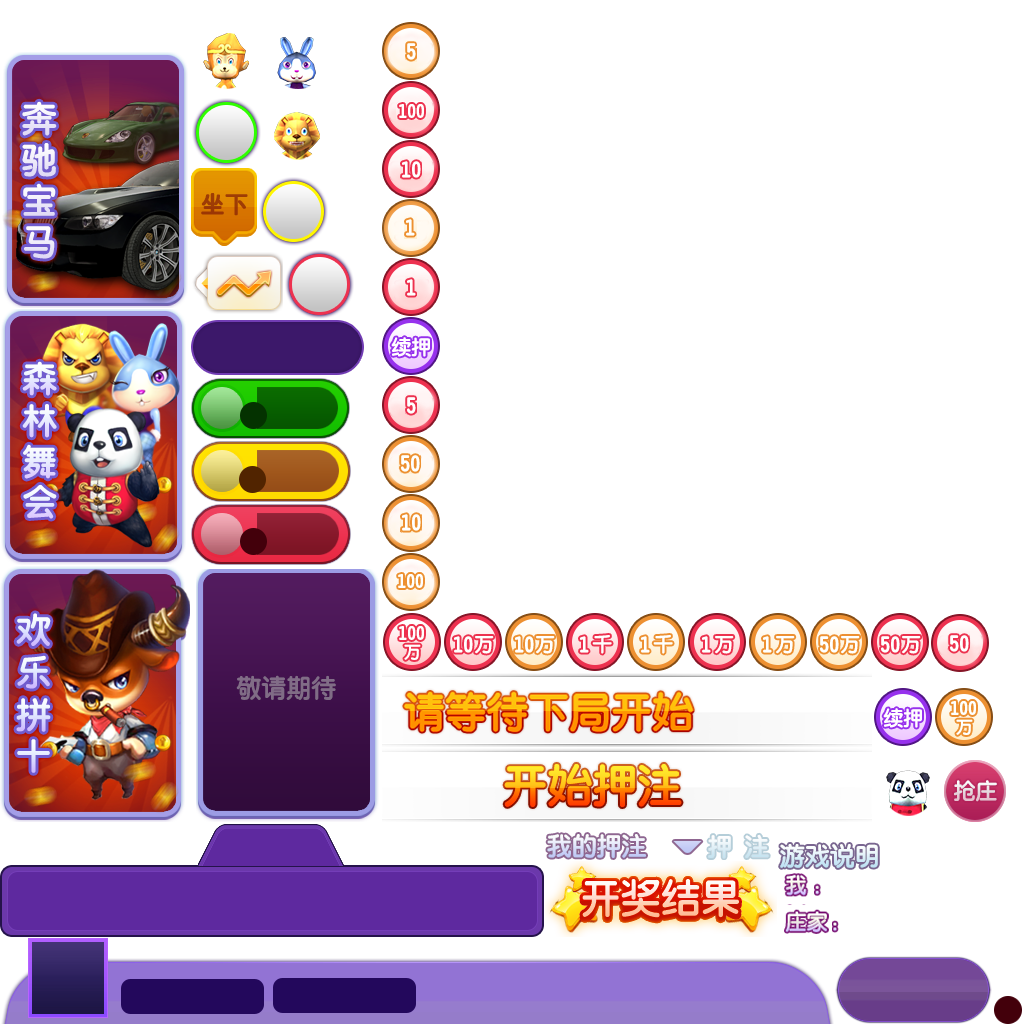 奔驰宝马
坐下
森林舞会
欢乐拼十
敬请期待
5
100
10
1
1
续押
5
50
10
100
100万
10万
10万
1千
1千
1万
1万
50万
50万
50
请等待下局开始
续押
100万
开始押注
抢庄
我的押注
押 注
游戏说明
开奖结果
我：
庄家：